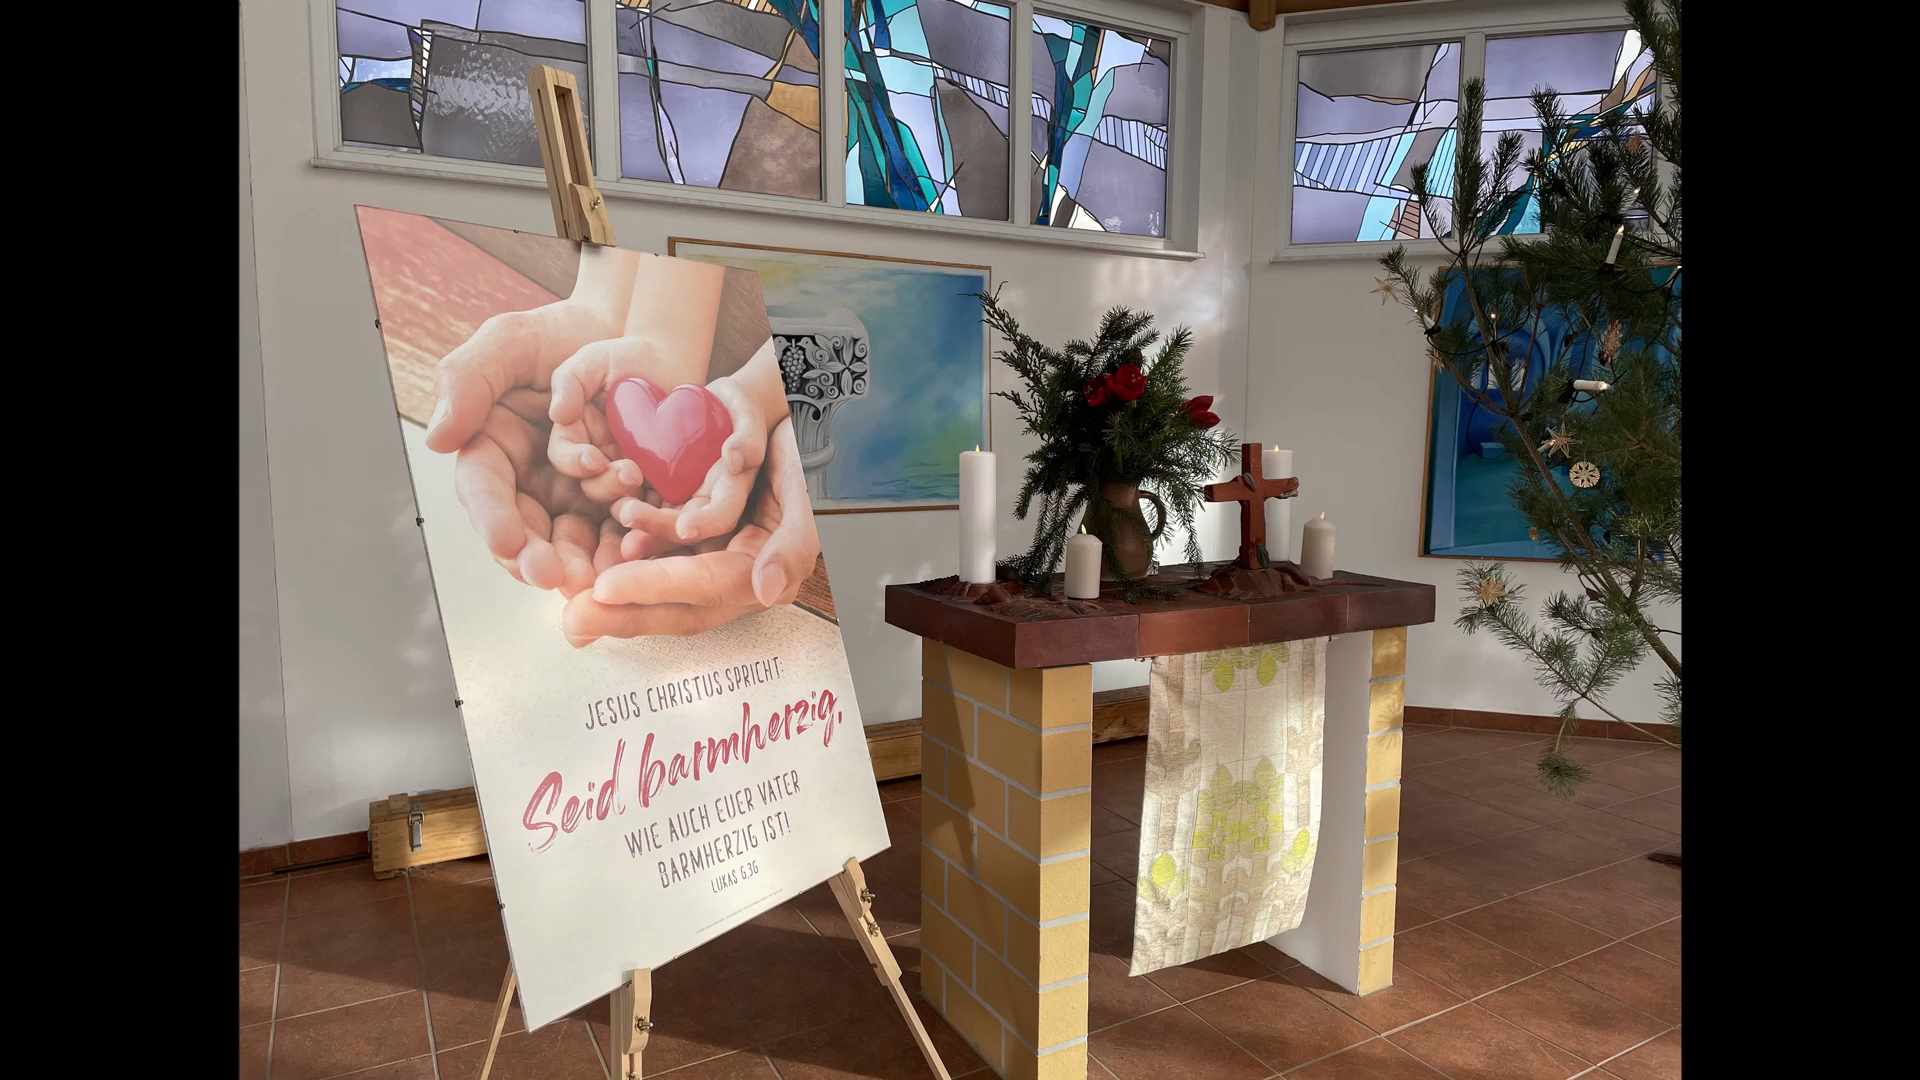 JESUS CHRISTUS SPRICHT:
Seid barmherzig,
WIE AUCH EUER VATER
BARMHERZIG IST!
LUKAS 6,36